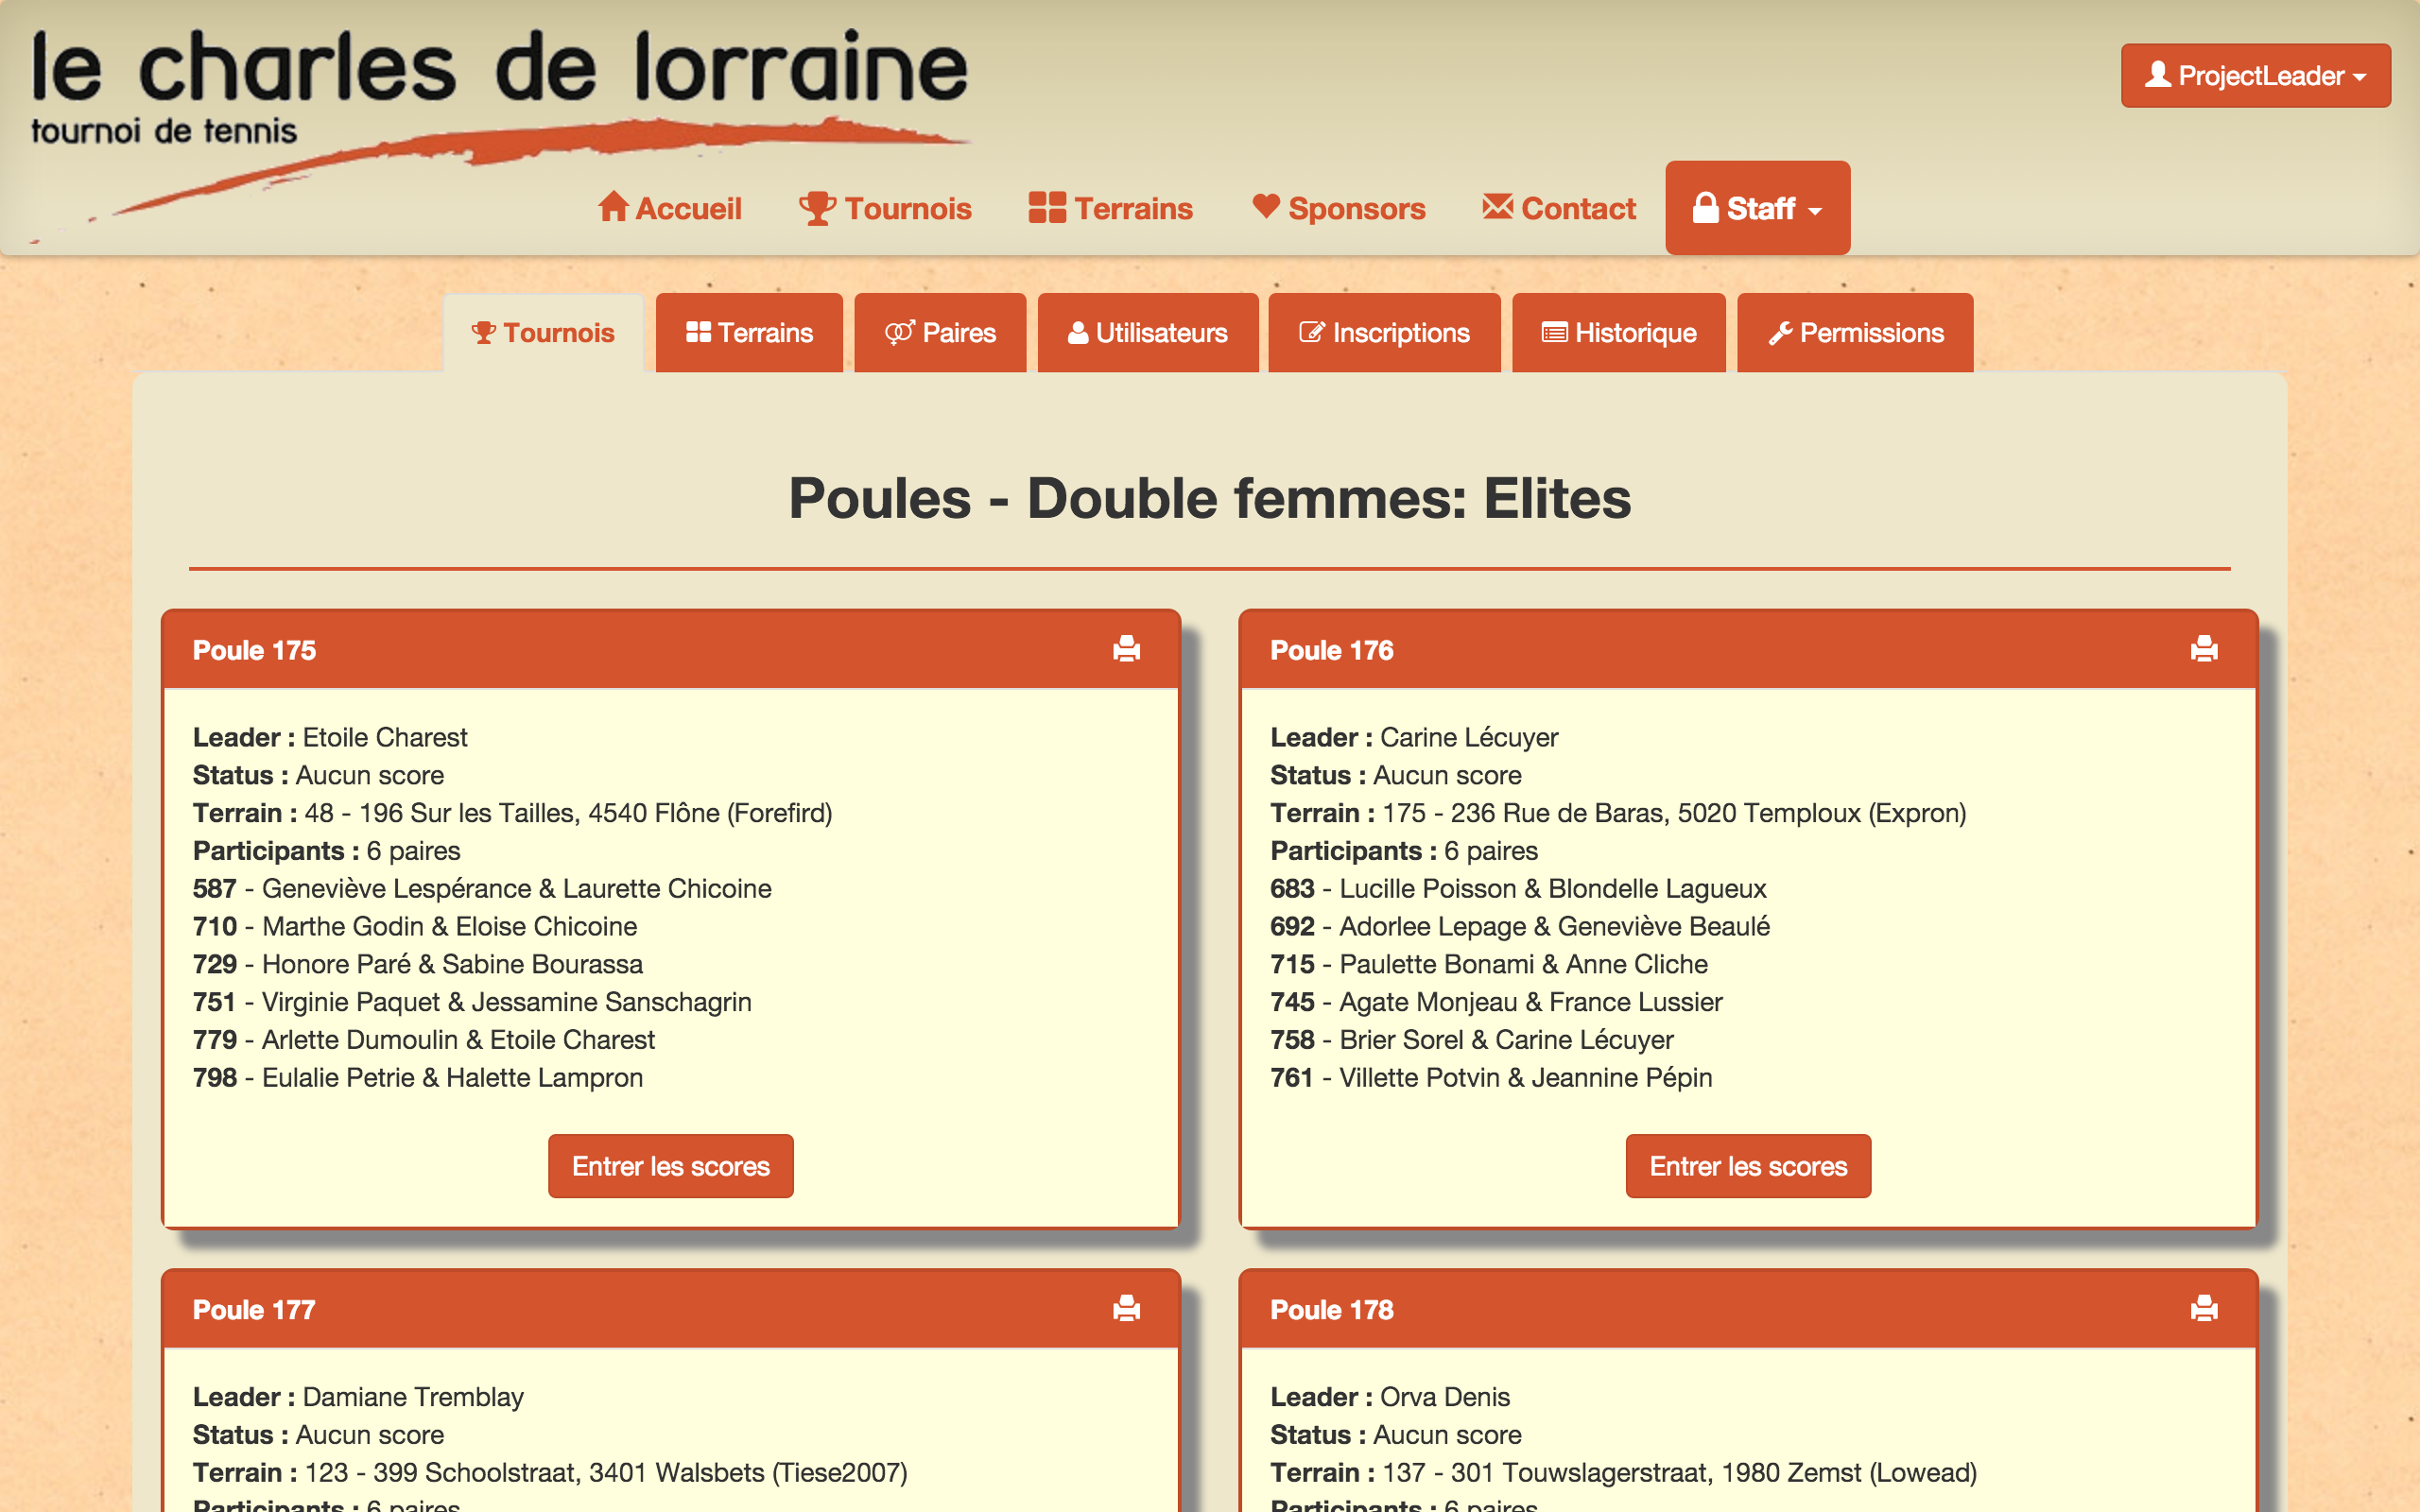 le charles de lorraine
tournoi de tennis
ProjectLeader
Accueil Tournois Terrains Sponsors Contact Staff
Tournois Terrains Paires Utilisateurs Inscriptions Historique Permissions
Poules - Double femmes: Elites
Poule 175
Leader : Etoile Charest
Status : Aucun score
Terrain : 48 - 196 Sur les Tailles, 4540 Flône (Forefird)
Participants : 6 paires
587 - Geneviève Lespérance & Laurette Chicoine
710 - Marthe Godin & Eloise Chicoine
729 - Honore Paré & Sabine Bourassa
751 - Virginie Paquet & Jessamine Sanschagrin
779 - Arlette Dumoulin & Etoile Charest
798 - Eulalie Petrie & Halette Lampron
Entrer les scores
Poule 176
Leader : Carine Lécuyer
Status : Aucun score
Terrain : 175 - 236 Rue de Baras, 5020 Temploux (Expron)
Participants : 6 paires
683 - Lucille Poisson & Blondelle Lagueux
692 - Adorlee Lepage & Geneviève Beaulé
715 - Paulette Bonami & Anne Cliche
745 - Agate Monjeau & France Lussier
758 - Brier Sorel & Carine Lécuyer
761 - Villette Potvin & Jeannine Pépin
Entrer les scores
Poule 177
Leader : Damiane Tremblay
Status : Aucun score
Terrain : 123 - 399 Schoolstraat, 3401 Walsbets (Tiese2007)
Participants : 6 paires
Poule 178
Leader : Orva Denis
Status : Aucun score
Terrain : 137 - 301 Touwslagerstraat, 1980 Zemst (Lowead)
Participants : 6 paires